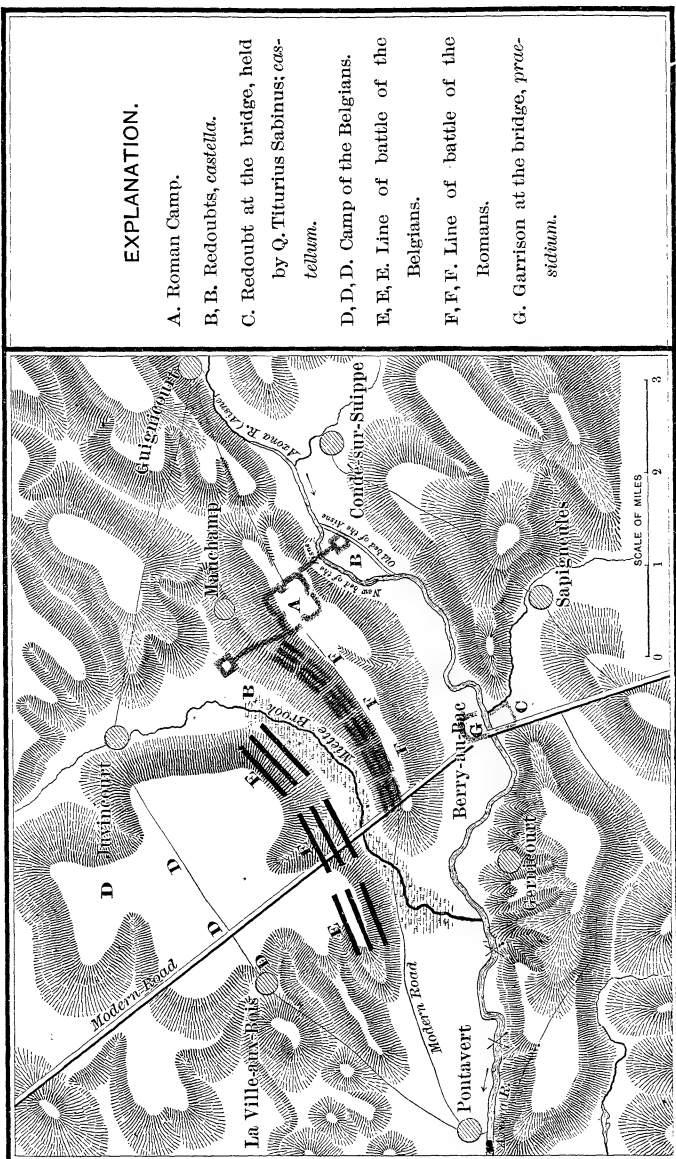 EXPLANATION.
A. Roman Camp.
B, B. Redoubts, castella.
C. Redoubt at the bridge, held
by Q. Titurius Sabinus; cas-
tellum.
D, D, D. Camp of the Belgians.
E, E, E. Line of battle of the
Belgians.
F, F, F. Line of battle of the
Romans.
G. Garrison at the bridge, prae-
sidium.
Guignicourt
Axona R. (Aisne)
Condé-sur-Suippe
Mauchamp
Old bed of the Aisne
New bed of the
A
B
B
Sapigneules
SCALE OF MILES
0
1
2
3
Juvincourt
Miette Brook
F
F
F
E
E
E
D
D
D
D
Berry-au-Bac
G
C
Modern Road
La Ville-aux-Bois
Modern Road
Gernicourt
Pontavert